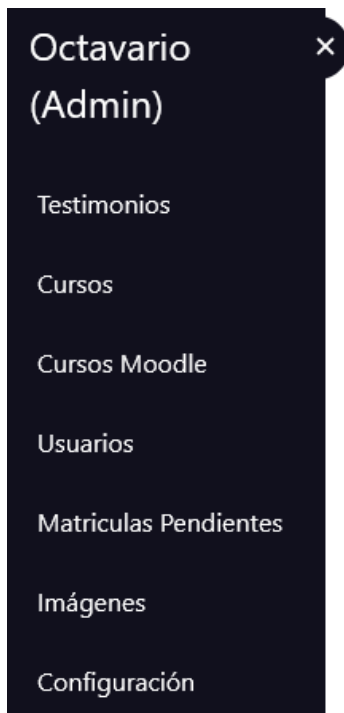 Octavario
(Admin)
Testimonios
Cursos
Cursos Moodle
Usuarios
Matriculas Pendientes
Imágenes
Configuración